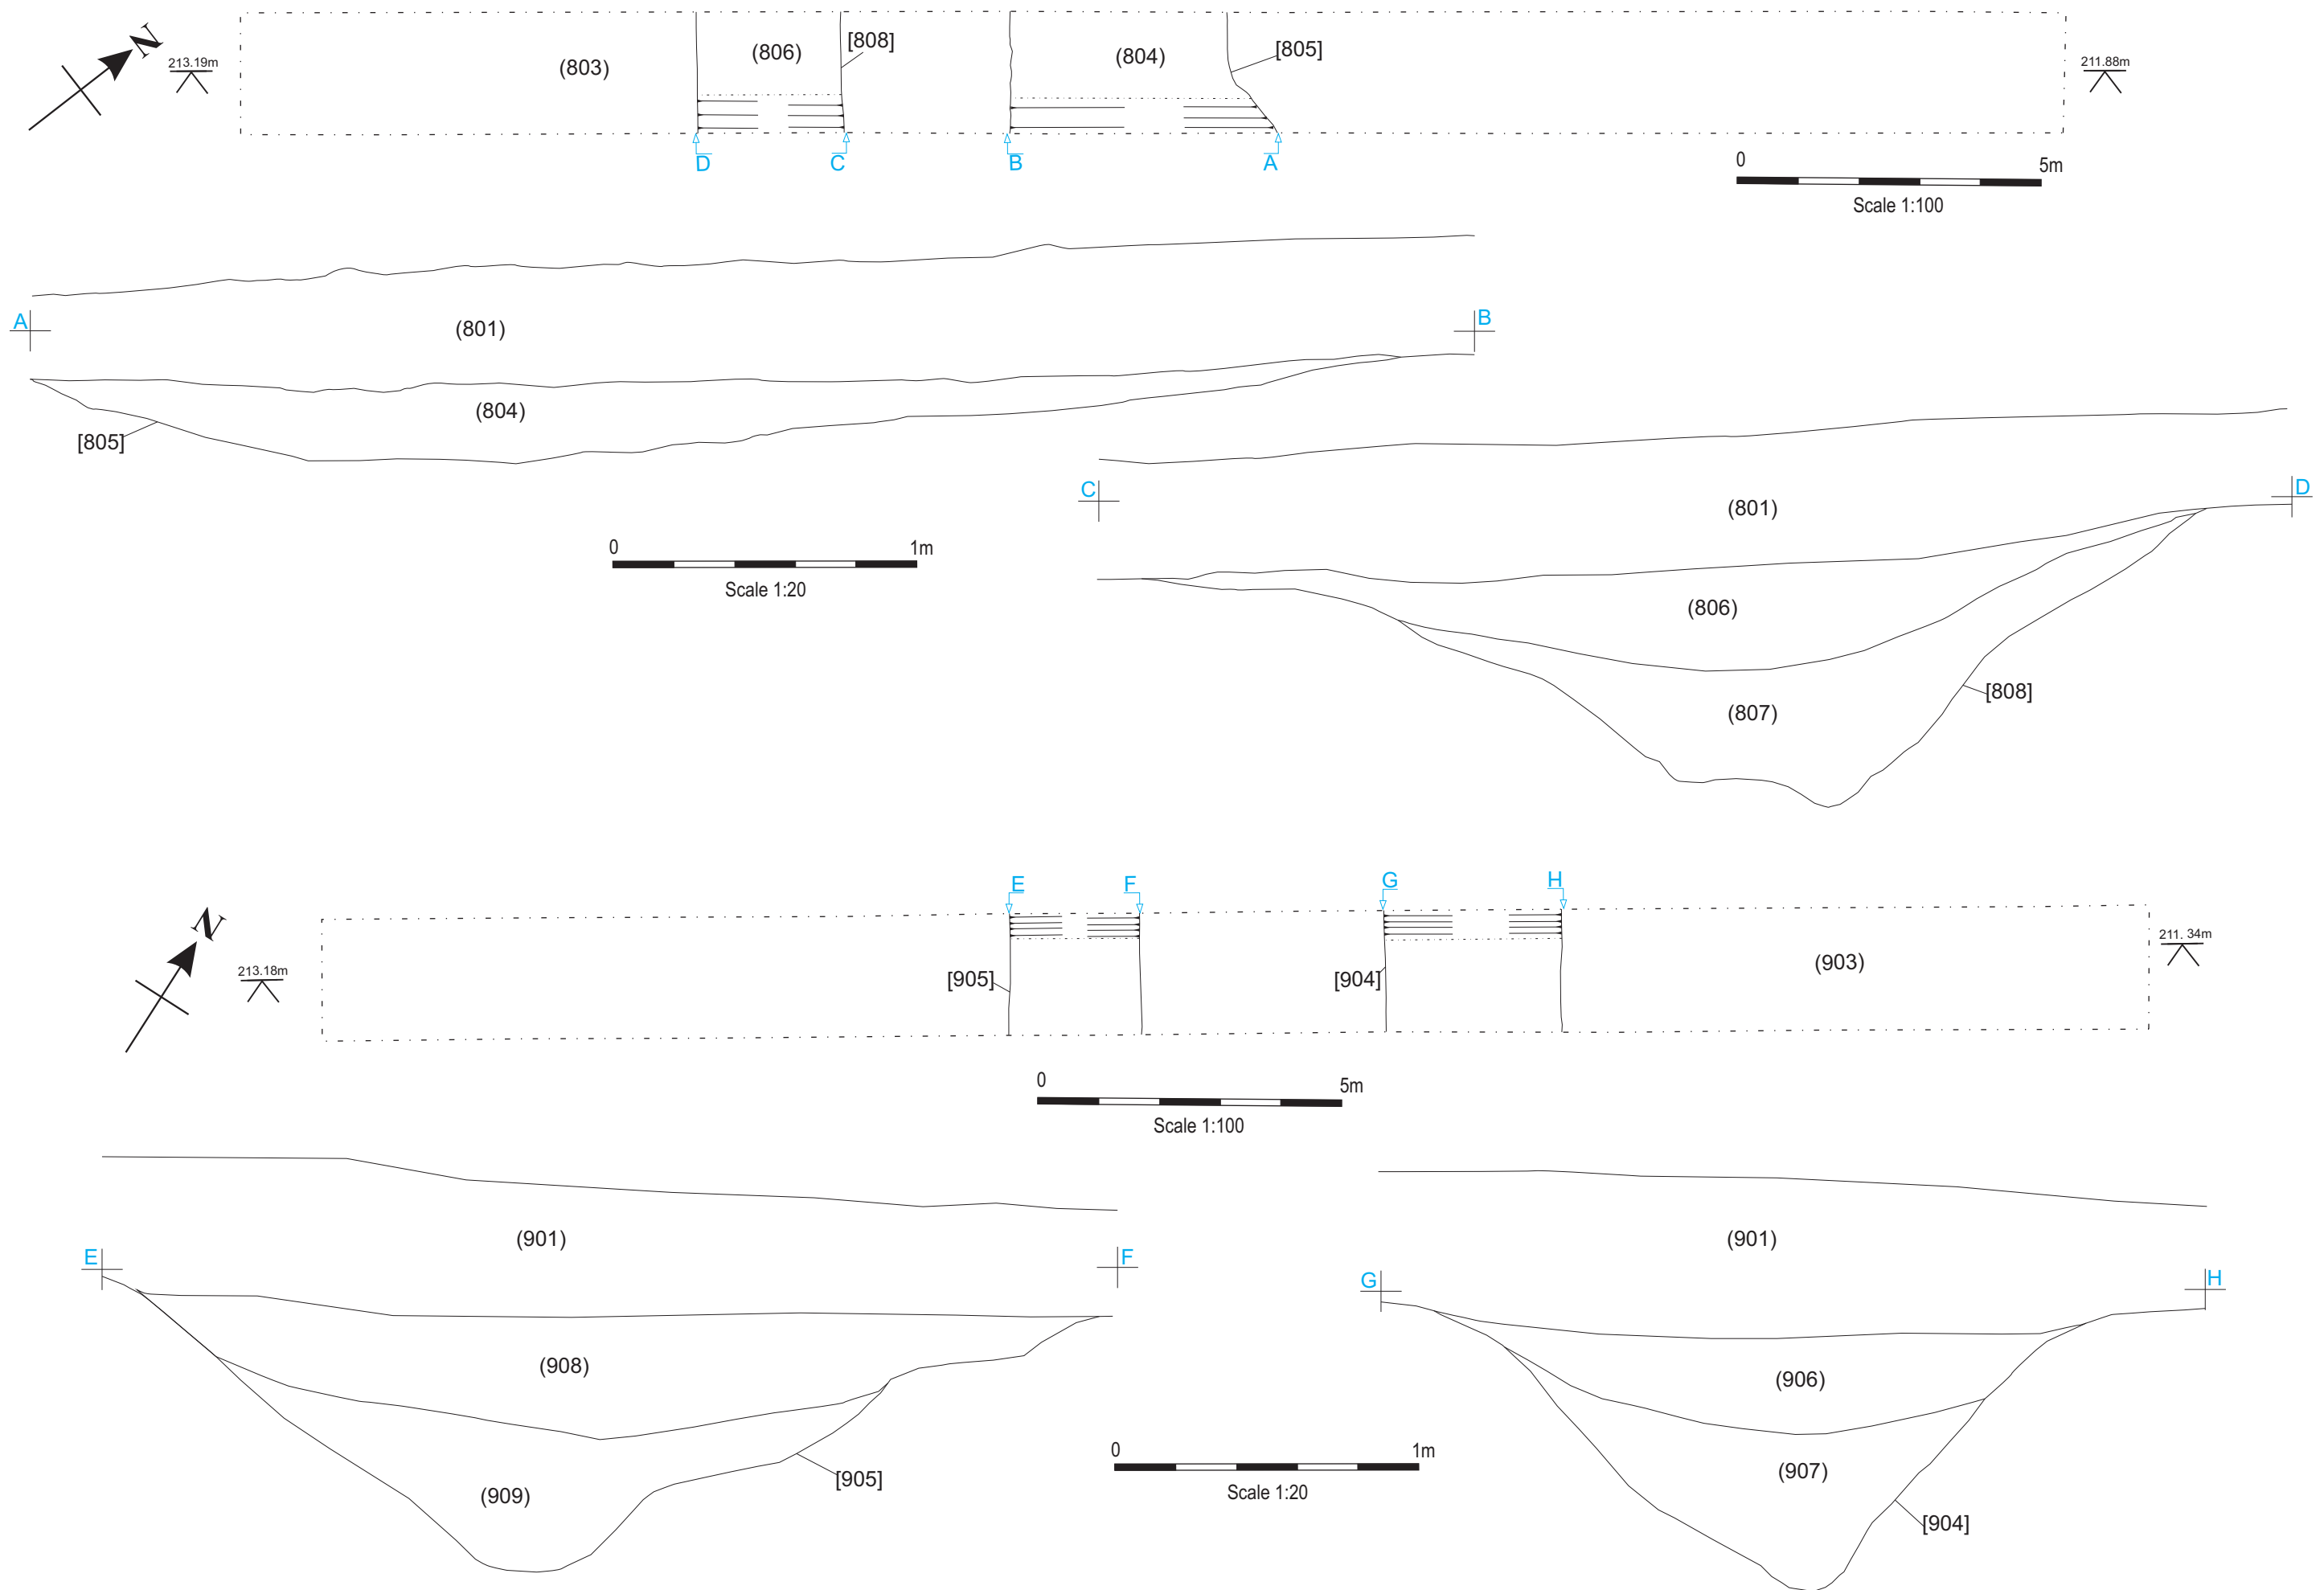 N
213.19m
(803)
(806)
[808]
(804)
[805]
211.88m
D
C
B
A
0 5m
Scale 1:100
A
(801)
B
(804)
[805]
0 1m
Scale 1:20
C
(801)
D
(806)
(807)
[808]
N
213.18m
E
F
G
H
[905]
[904]
(903)
211. 34m
0 5m
Scale 1:100
E
(901)
F
(908)
(909)
[905]
0 1m
Scale 1:20
G
(901)
H
(906)
(907)
[904]